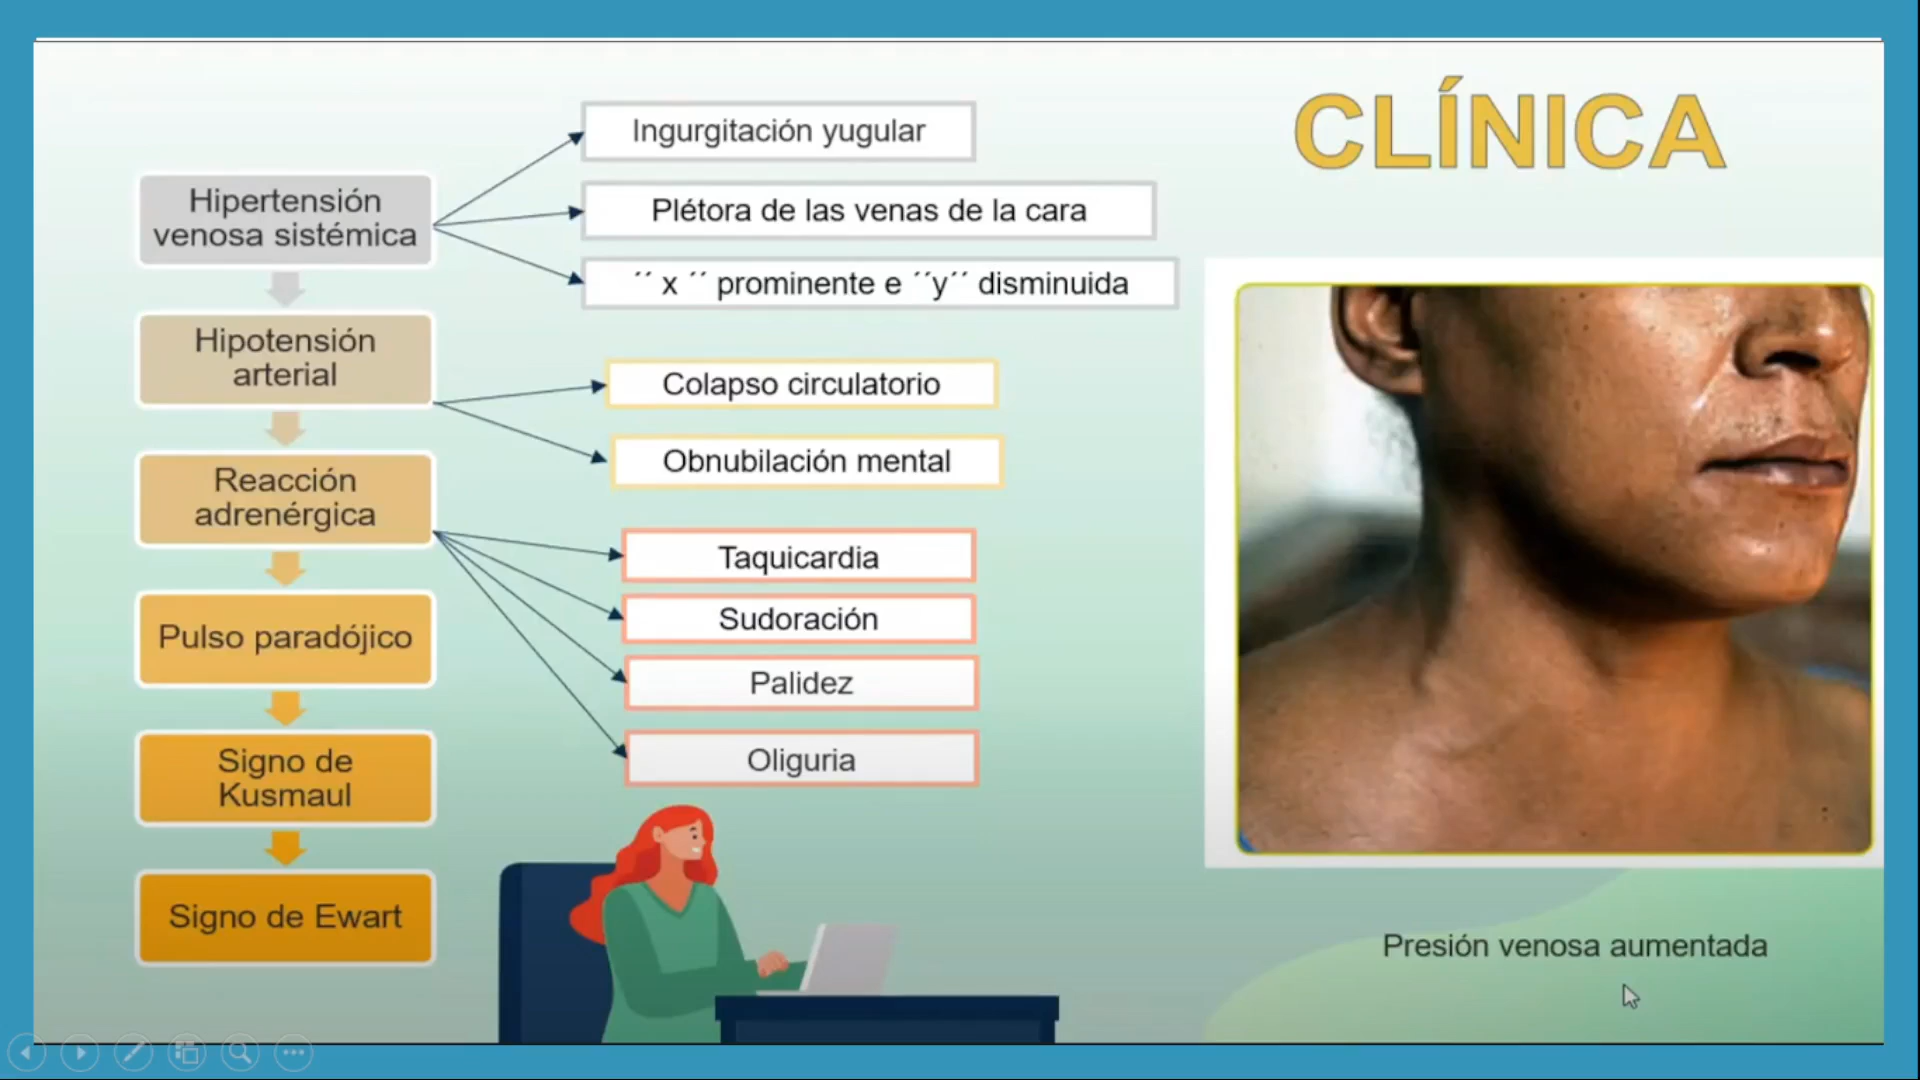 CLÍNICA
Hipertensión
venosa sistémica
Ingurgitación yugular
Plétora de las venas de la cara
´´ x ´´ prominente e ´´y´´ disminuida
Hipotensión
arterial
Colapso circulatorio
Obnubilación mental
Reacción
adrenérgica
Taquicardia
Sudoración
Palidez
Oliguria
Pulso paradójico
Signo de
Kusmaul
Signo de Ewart
Presión venosa aumentada